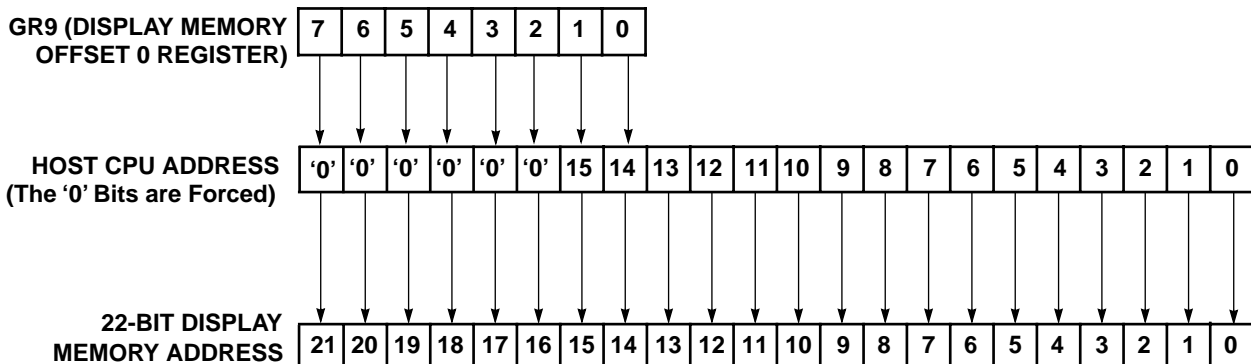 GR9 (DISPLAY MEMORY
OFFSET 0 REGISTER)
7 6 5 4 3 2 1 0
HOST CPU ADDRESS
(The ‘0’ Bits are Forced)
‘0’ ‘0’ ‘0’ ‘0’ ‘0’ ‘0’ 15 14 13 12 11 10 9 8 7 6 5 4 3 2 1 0
22-BIT DISPLAY
MEMORY ADDRESS
21 20 19 18 17 16 15 14 13 12 11 10 9 8 7 6 5 4 3 2 1 0